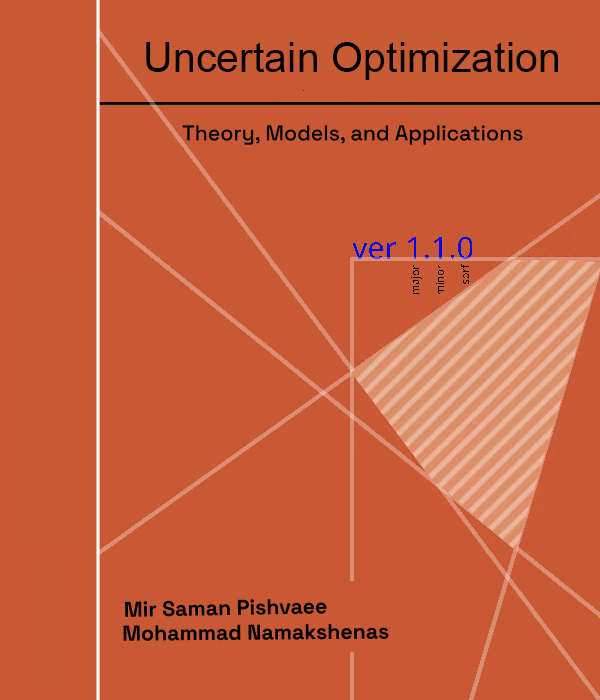 Uncertain Optimization
Theory, Models, and Applications
ver 1.1.0
major
minor
sorf
Mir Saman Pishvaee
Mohammad Namakshenas